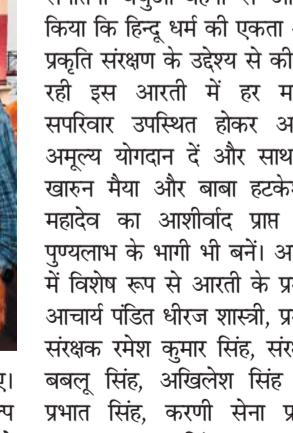 किया कि हिन्दू धर्म की एकता
प्रकृति संरक्षण के उद्देश्य से की
रही इस आरती में हर
सपरिवार उपस्थित होकर
अमूल्य योगदान दें और साथ
खारुन मैया और बाबा
महादेव का आशीर्वाद प्राप्त
पुण्यलाभ के भागी भी बनें।
में विशेष रूप से आरती के
आचार्य पंडित धीरज शास्त्री,
संरक्षक रमेश कुमार सिंह,
बबलू सिंह, अखिलेश सिंह
प्रभात सिंह, करणी सेना